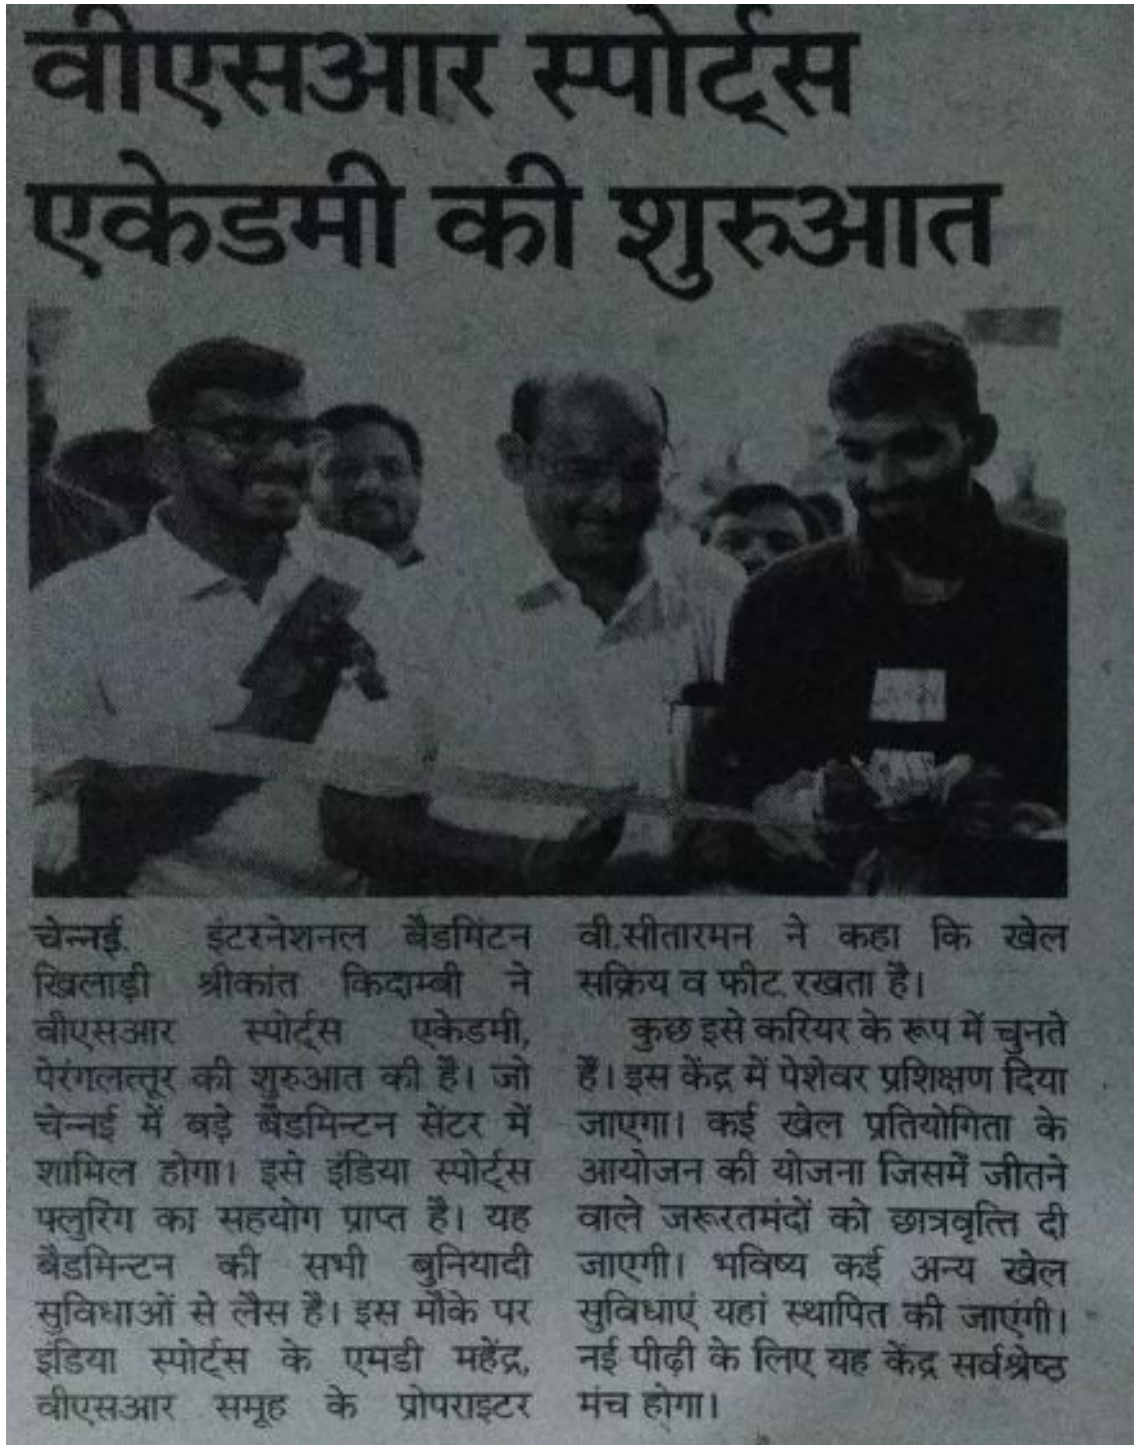 वीएसआर स्पोर्ट्स
एकेडमी की शुरुआत
चेन्नई. इंटरनेशनल बैडमिंटन
खिलाड़ी श्रीकांत किदाम्बी ने
वीएसआर स्पोर्ट्स एकेडमी,
पेरंगलत्तूर की शुरुआत की है। जो
चेन्नई में बड़े बैडमिन्टन सेंटर में
शामिल होगा। इसे इंडिया स्पोर्ट्स
फ्लुरिंग का सहयोग प्राप्त है। यह
बैडमिन्टन की सभी बुनियादी
सुविधाओं से लैस है। इस मौके पर
इंडिया स्पोर्ट्स के एमडी महेंद्र,
वीएसआर समूह के प्रोपराइटर
वी.सीतारमन ने कहा कि खेल
सक्रिय व फीट रखता है।
कुछ इसे करियर के रूप में चुनते
हैं। इस केंद्र में पेशेवर प्रशिक्षण दिया
जाएगा। कई खेल प्रतियोगिता के
आयोजन की योजना जिसमें जीतने
वाले जरूरतमंदों को छात्रवृत्ति दी
जाएगी। भविष्य कई अन्य खेल
सुविधाएं यहां स्थापित की जाएंगी।
नई पीढ़ी के लिए यह केंद्र सर्वश्रेष्ठ
मंच होगा।